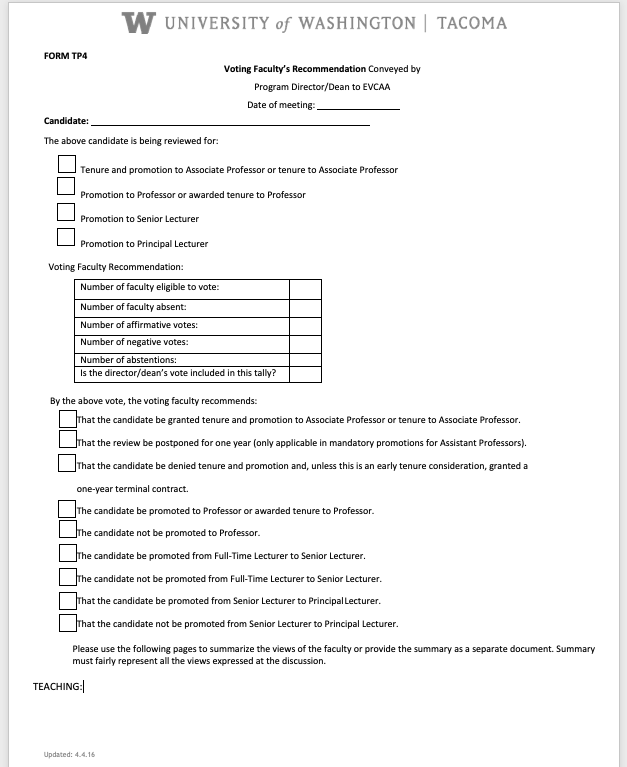 W UNIVERSITY of WASHINGTON | TACOMA
FORM TP4
Voting Faculty's Recommendation Conveyed by
Program Director/Dean to EVCAA
Date of meeting: ________________
Candidate: ________________
The above candidate is being reviewed for:
Tenure and promotion to Associate Professor or tenure to Associate Professor
Promotion to Professor or awarded tenure to Professor
Promotion to Senior Lecturer
Promotion to Principal Lecturer
Voting Faculty Recommendation:
Number of faculty eligible to vote:
Number of faculty absent:
Number of affirmative votes:
Number of negative votes:
Number of abstentions:
Is the director/dean's vote included in this tally?
By the above vote, the voting faculty recommends:
That the candidate be granted tenure and promotion to Associate Professor or tenure to Associate Professor.
That the review be postponed for one year (only applicable in mandatory promotions for Assistant Professors).
That the candidate be denied tenure and promotion and, unless this is an early tenure consideration, granted a
one-year terminal contract.
The candidate be promoted to Professor or awarded tenure to Professor.
The candidate not be promoted to Professor.
The candidate be promoted from Full-Time Lecturer to Senior Lecturer.
The candidate not be promoted from Full-Time Lecturer to Senior Lecturer.
That the candidate be promoted from Senior Lecturer to Principal Lecturer.
That the candidate not be promoted from Senior Lecturer to Principal Lecturer.
Please use the following pages to summarize the views of the faculty or provide the summary as a separate document. Summary
must fairly represent all the views expressed at the discussion.
TEACHING:
Updated: 4.4.16